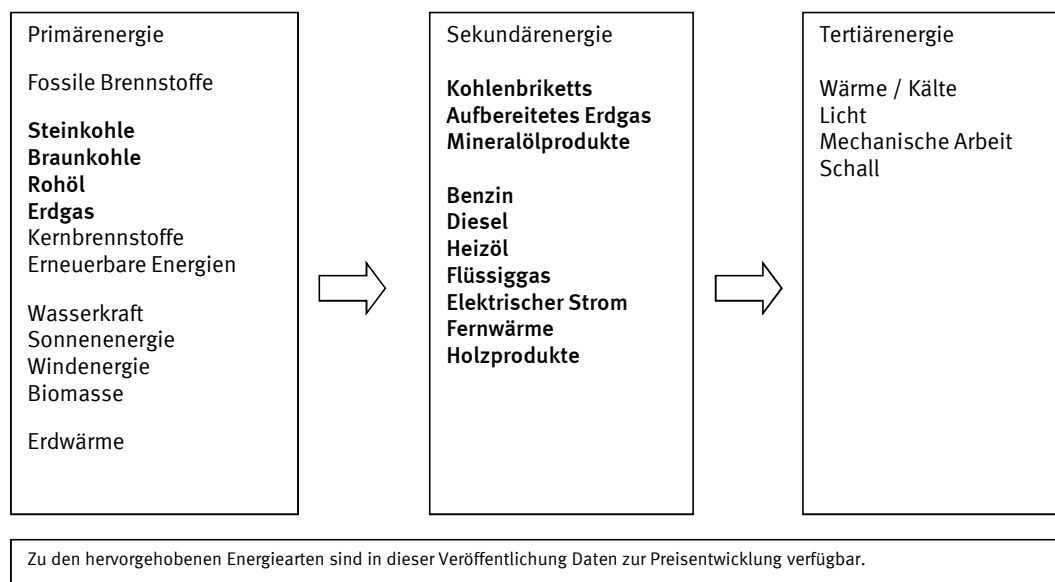 Primärenergie
Fossile Brennstoffe
Steinkohle
Braunkohle
Rohöl
Erdgas
Kernbrennstoffe
Erneuerbare Energien
Wasserkraft
Sonnenenergie
Windenergie
Biomasse
Erdwärme
Sekundärenergie
Kohlenbriketts
Aufbereitetes Erdgas
Mineralölprodukte
Benzin
Diesel
Heizöl
Flüssiggas
Elektrischer Strom
Fernwärme
Holzprodukte
Tertiärenergie
Wärme / Kälte
Licht
Mechanische Arbeit
Schall
Zu den hervorgehobenen Energiearten sind in dieser Veröffentlichung Daten zur Preisentwicklung verfügbar.